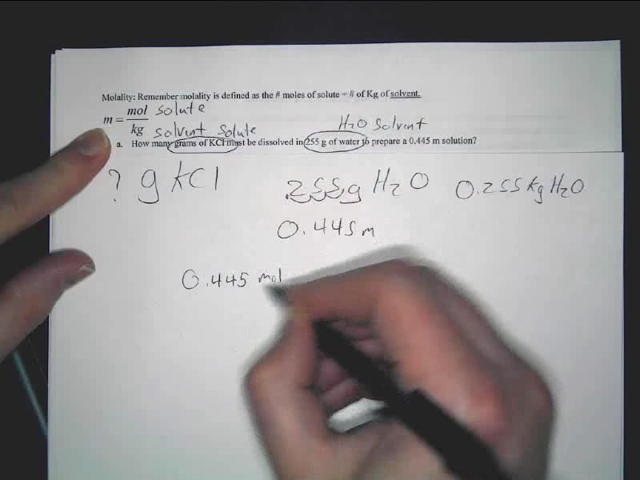 Molality: Remember molality is defined as the # moles of solute ÷ # of Kg of solvent.
m = mol/kg solute
solvent solute H2O solvent
a. How many grams of KCl must be dissolved in 255 g of water to prepare a 0.445 m solution?
? g KCl 255g H2O 0.255 kg H2O
0.445 m
0.445 mol